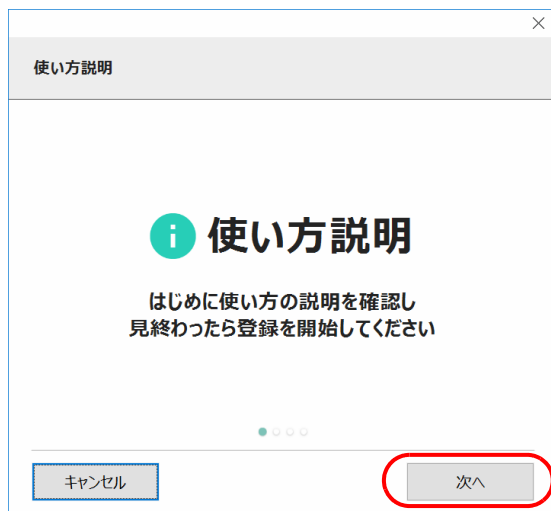 使い方説明
使い方説明
はじめに使い方の説明を確認し
見終わったら登録を開始してください
キャンセル
次へ